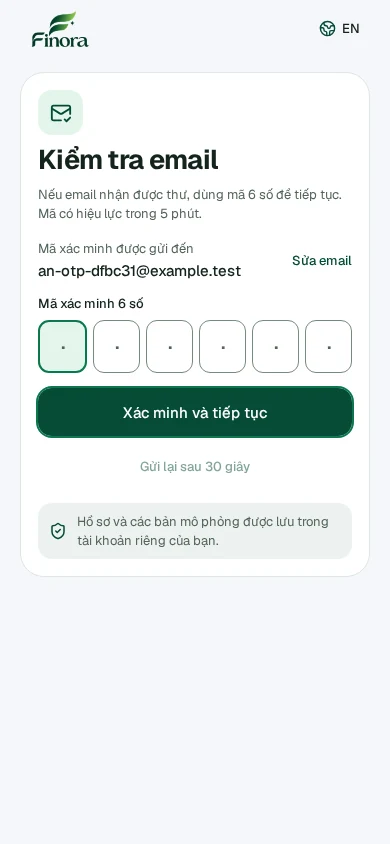 Finora
EN
Kiểm tra email
Nếu email nhận được thư, dùng mã 6 số để tiếp tục.
Mã có hiệu lực trong 5 phút.
Mã xác minh được gửi đến
an-otp-dfbc31@example.test
Sửa email
Mã xác minh 6 số
Xác minh và tiếp tục
Gửi lại sau 30 giây
Hồ sơ và các bản mô phỏng được lưu trong
tài khoản riêng của bạn.